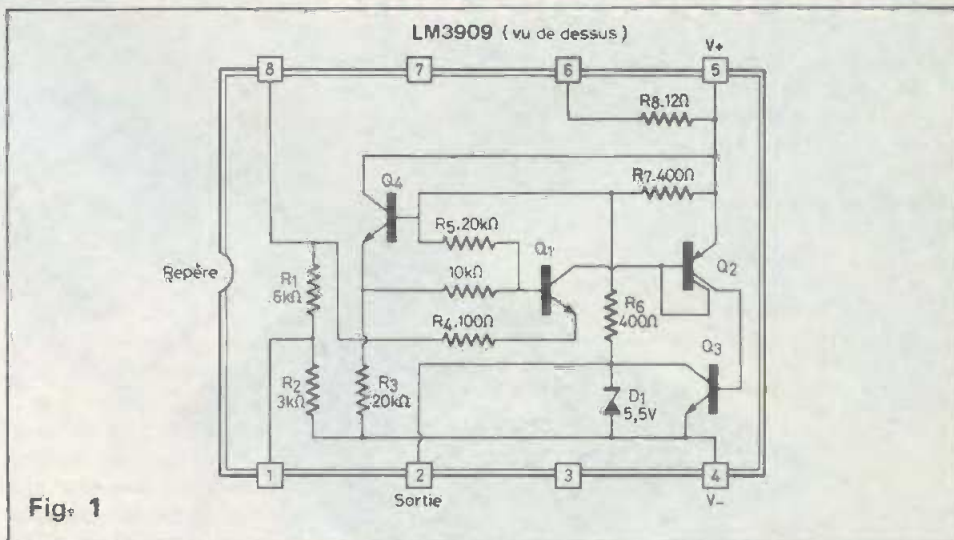 LM3909 (vu de dessus)
V+
8
7
6
5
R8.12Ω
Q4
R7.400Ω
R5.20kΩ
Q1
Q2
Repère
R1
6kΩ
10kΩ
R6
400Ω
R4.100Ω
Q3
R2
3kΩ
R3
20kΩ
D1
5,5V
1
2
3
4
Sortie
V-
Fig. 1